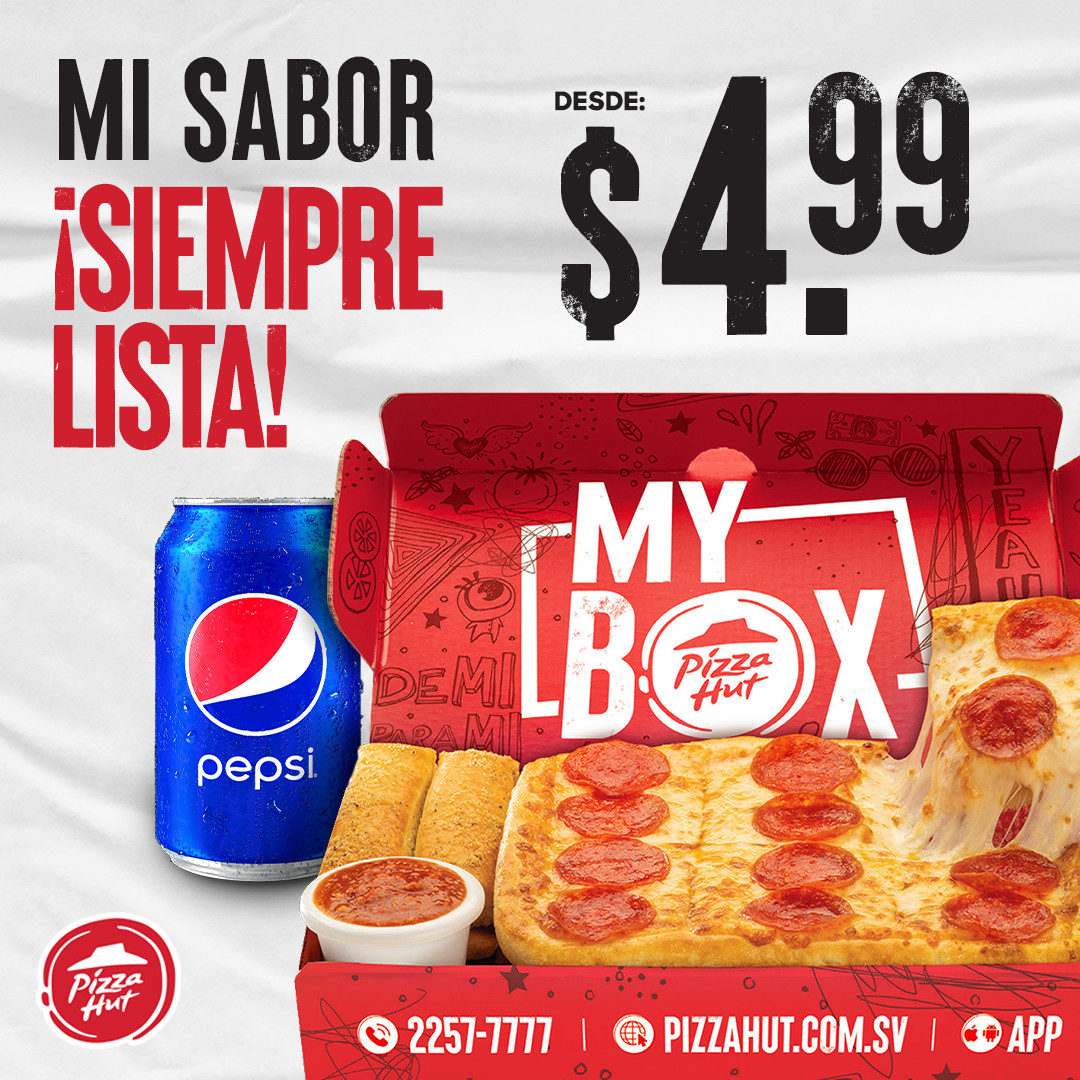 MI SABOR
¡SIEMPRE
LISTA!
DESDE:
$4.99
MY
BOX
Pizza
Hut
YEAH
DE MI
PARA MI
pepsi
Pizza
Hut
2257-7777 | PIZZAHUT.COM.SV | APP